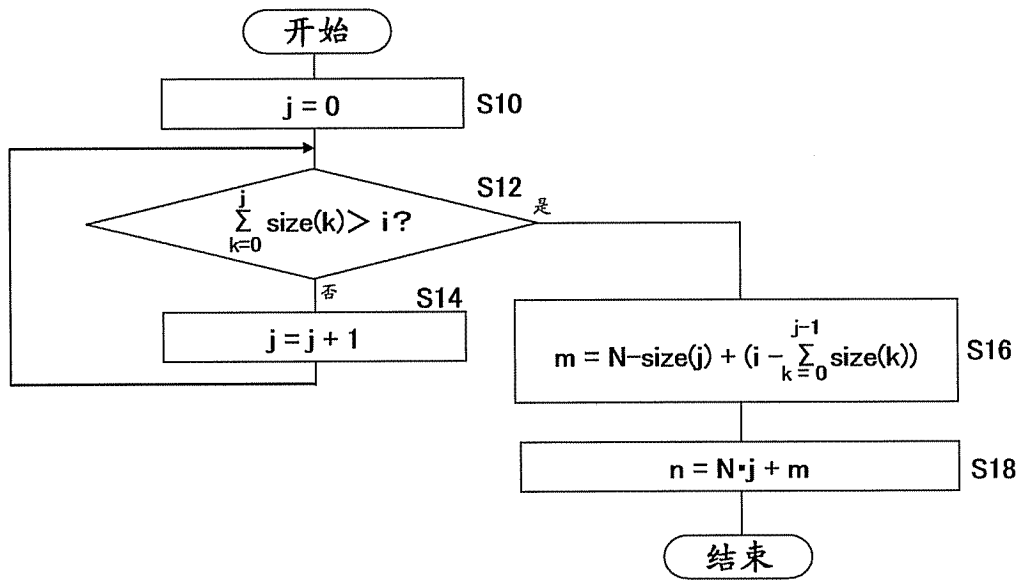 开始
j = 0
S10
S12
j
Σ size(k)> i?
k=0
是
否
S14
j = j + 1
j-1
m = N-size(j) + (i - Σ size(k))
k = 0
S16
n = N·j + m
S18
结束